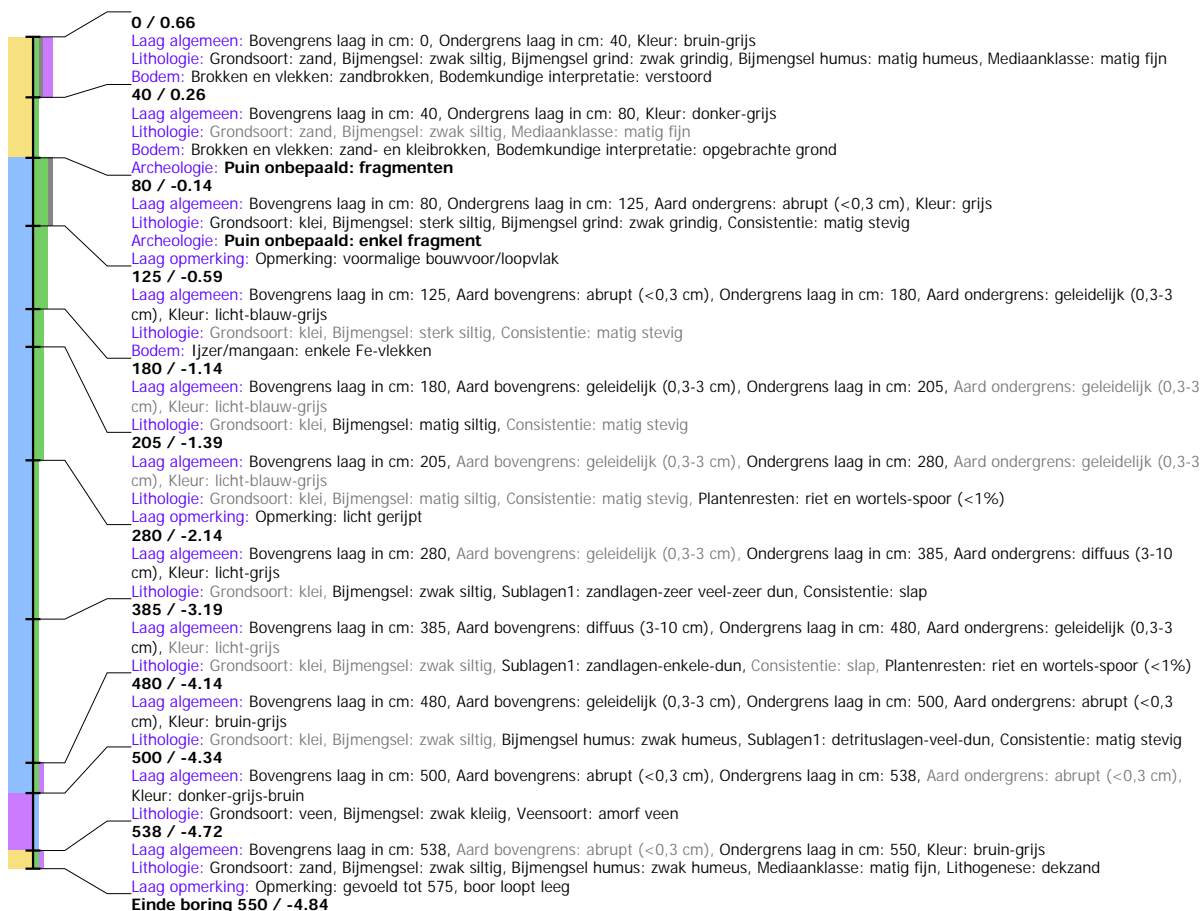 0 / 0.66
Laag algemeen: Bovengrens laag in cm: 0, Ondergrens laag in cm: 40, Kleur: bruin-grijs
Lithologie: Grondsoort: zand, Bijmengsel: zwak siltig, Bijmengsel grind: zwak grindig, Bijmengsel humus: matig humeus, Mediaanklasse: matig fijn
Bodem: Brokken en vlekken: zandbrokken, Bodemkundige interpretatie: verstoord
40 / 0.26
Laag algemeen: Bovengrens laag in cm: 40, Ondergrens laag in cm: 80, Kleur: donker-grijs
Lithologie: Grondsoort: zand, Bijmengsel: zwak siltig, Mediaanklasse: matig fijn
Bodem: Brokken en vlekken: zand- en kleibrokken, Bodemkundige interpretatie: opgebrachte grond
Archeologie: Puin onbepaald: fragmenten
80 / -0.14
Laag algemeen: Bovengrens laag in cm: 80, Ondergrens laag in cm: 125, Aard ondergrens: abrupt (<0,3 cm), Kleur: grijs
Lithologie: Grondsoort: klei, Bijmengsel: sterk siltig, Bijmengsel grind: zwak grindig, Consistentie: matig stevig
Archeologie: Puin onbepaald: enkel fragment
Laag opmerking: Opmerking: voormalige bouwvoor/loopvlak
125 / -0.59
Laag algemeen: Bovengrens laag in cm: 125, Aard bovengrens: abrupt (<0,3 cm), Ondergrens laag in cm: 180, Aard ondergrens: geleidelijk (0,3-3
cm), Kleur: licht-blauw-grijs
Lithologie: Grondsoort: klei, Bijmengsel: sterk siltig, Consistentie: matig stevig
Bodem: Ijzer/mangaan: enkele Fe-vlekken
180 / -1.14
Laag algemeen: Bovengrens laag in cm: 180, Aard bovengrens: geleidelijk (0,3-3 cm), Ondergrens laag in cm: 205, Aard ondergrens: geleidelijk (0,3-3
cm), Kleur: licht-blauw-grijs
Lithologie: Grondsoort: klei, Bijmengsel: matig siltig, Consistentie: matig stevig
205 / -1.39
Laag algemeen: Bovengrens laag in cm: 205, Aard bovengrens: geleidelijk (0,3-3 cm), Ondergrens laag in cm: 280, Aard ondergrens: geleidelijk (0,3-3
cm), Kleur: licht-blauw-grijs
Lithologie: Grondsoort: klei, Bijmengsel: matig siltig, Consistentie: matig stevig, Plantenresten: riet en wortels-spoor (<1%)
Laag opmerking: Opmerking: licht gerijpt
280 / -2.14
Laag algemeen: Bovengrens laag in cm: 280, Aard bovengrens: geleidelijk (0,3-3 cm), Ondergrens laag in cm: 385, Aard ondergrens: diffuus (3-10
cm), Kleur: licht-grijs
Lithologie: Grondsoort: klei, Bijmengsel: zwak siltig, Sublagen1: zandlagen-zeer veel-zeer dun, Consistentie: slap
385 / -3.19
Laag algemeen: Bovengrens laag in cm: 385, Aard bovengrens: diffuus (3-10 cm), Ondergrens laag in cm: 480, Aard ondergrens: geleidelijk (0,3-3
cm), Kleur: licht-grijs
Lithologie: Grondsoort: klei, Bijmengsel: zwak siltig, Sublagen1: zandlagen-enkele-dun, Consistentie: slap, Plantenresten: riet en wortels-spoor (<1%)
480 / -4.14
Laag algemeen: Bovengrens laag in cm: 480, Aard bovengrens: geleidelijk (0,3-3 cm), Ondergrens laag in cm: 500, Aard ondergrens: abrupt (<0,3
cm), Kleur: bruin-grijs
Lithologie: Grondsoort: klei, Bijmengsel: zwak siltig, Bijmengsel humus: zwak humeus, Sublagen1: detrituslagen-veel-dun, Consistentie: matig stevig
500 / -4.34
Laag algemeen: Bovengrens laag in cm: 500, Aard bovengrens: abrupt (<0,3 cm), Ondergrens laag in cm: 538, Aard ondergrens: abrupt (<0,3 cm),
Kleur: donker-grijs-bruin
Lithologie: Grondsoort: veen, Bijmengsel: zwak kleiig, Veensoort: amorf veen
538 / -4.72
Laag algemeen: Bovengrens laag in cm: 538, Aard bovengrens: abrupt (<0,3 cm), Ondergrens laag in cm: 550, Kleur: bruin-grijs
Lithologie: Grondsoort: zand, Bijmengsel: zwak siltig, Bijmengsel humus: zwak humeus, Mediaanklasse: matig fijn, Lithogenese: dekzand
Laag opmerking: Opmerking: gevoeld tot 575, boor loopt leeg
Einde boring 550 / -4.84